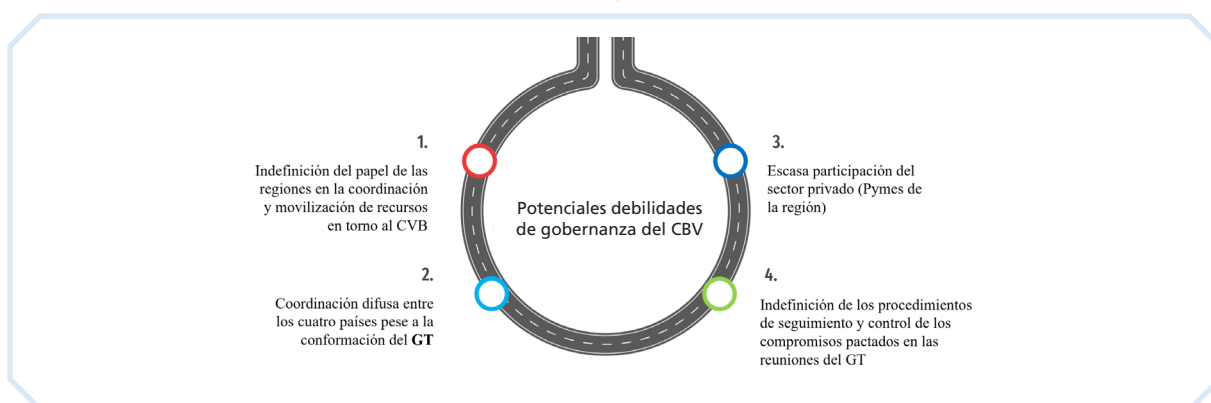 1.
Indefinición del papel de las
regiones en la coordinación
y movilización de recursos
en torno al CVB
2.
Coordinación difusa entre
los cuatro países pese a la
conformación del GT
Potenciales debilidades
de gobernanza del CBV
3.
Escasa participación del
sector privado (Pymes de
la región)
4.
Indefinición de los procedimientos
de seguimiento y control de los
compromisos pactados en las
reuniones del GT